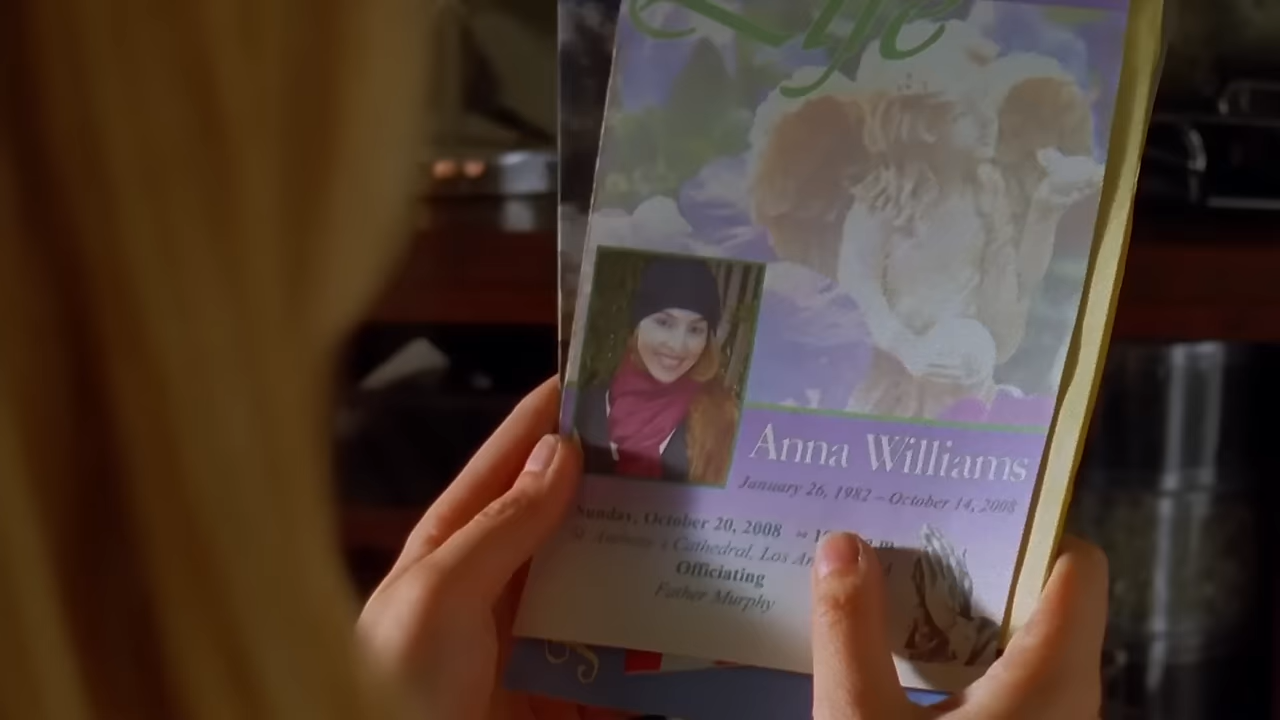 Life
Anna Williams
January 26, 1982 – October 14, 2008
Sunday, October 20, 2008
Cathedral, Los
Officiating
Father Murphy